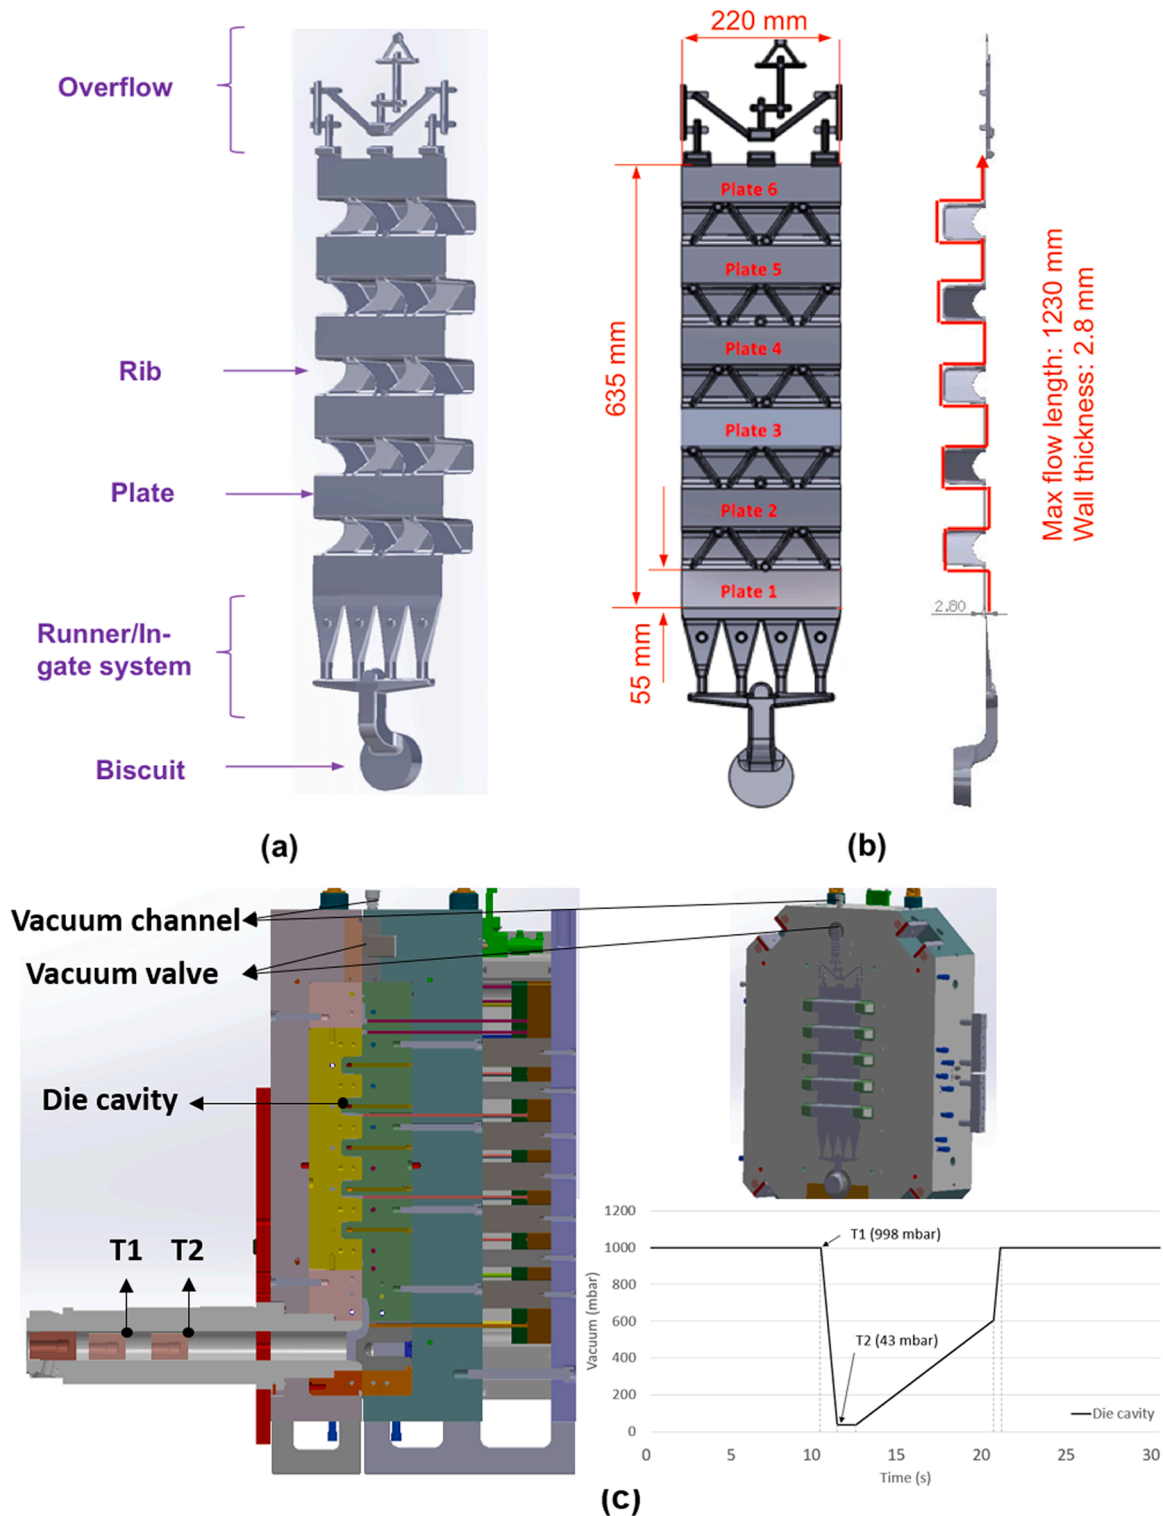 Overflow
Rib
Plate
Runner/In-
gate system
Biscuit
(a)
220 mm
Plate 6
Plate 5
Plate 4
Plate 3
Plate 2
Plate 1
635 mm
55 mm
2.80
Max flow length: 1230 mm
Wall thickness: 2.8 mm
(b)
Vacuum channel
Vacuum valve
Die cavity
T1
T2
1200
1000
800
600
400
200
0
Vacuum (mbar)
T1 (998 mbar)
T2 (43 mbar)
Die cavity
0
5
10
15
20
25
30
Time (s)
(c)